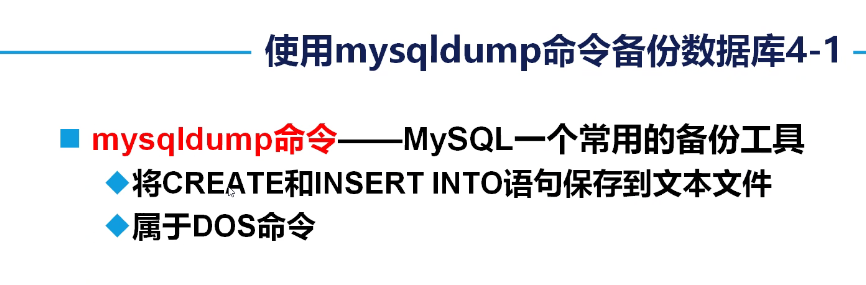 使用mysqldump命令备份数据库4-1
mysqldump命令——MySQL一个常用的备份工具
将CREATE和INSERT INTO语句保存到文本文件
属于DOS命令